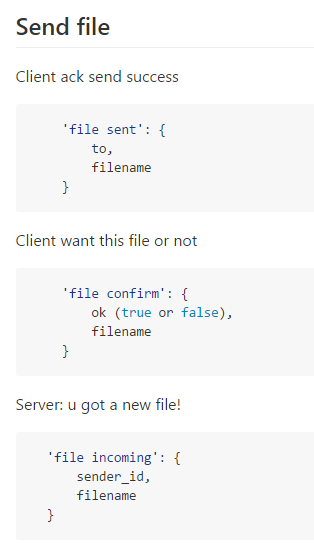 Send file
Client ack send success
'file sent': {
to,
filename
}
Client want this file or not
'file confirm': {
ok (true or false),
filename
}
Server: u got a new file!
'file incoming': {
sender_id,
filename
}